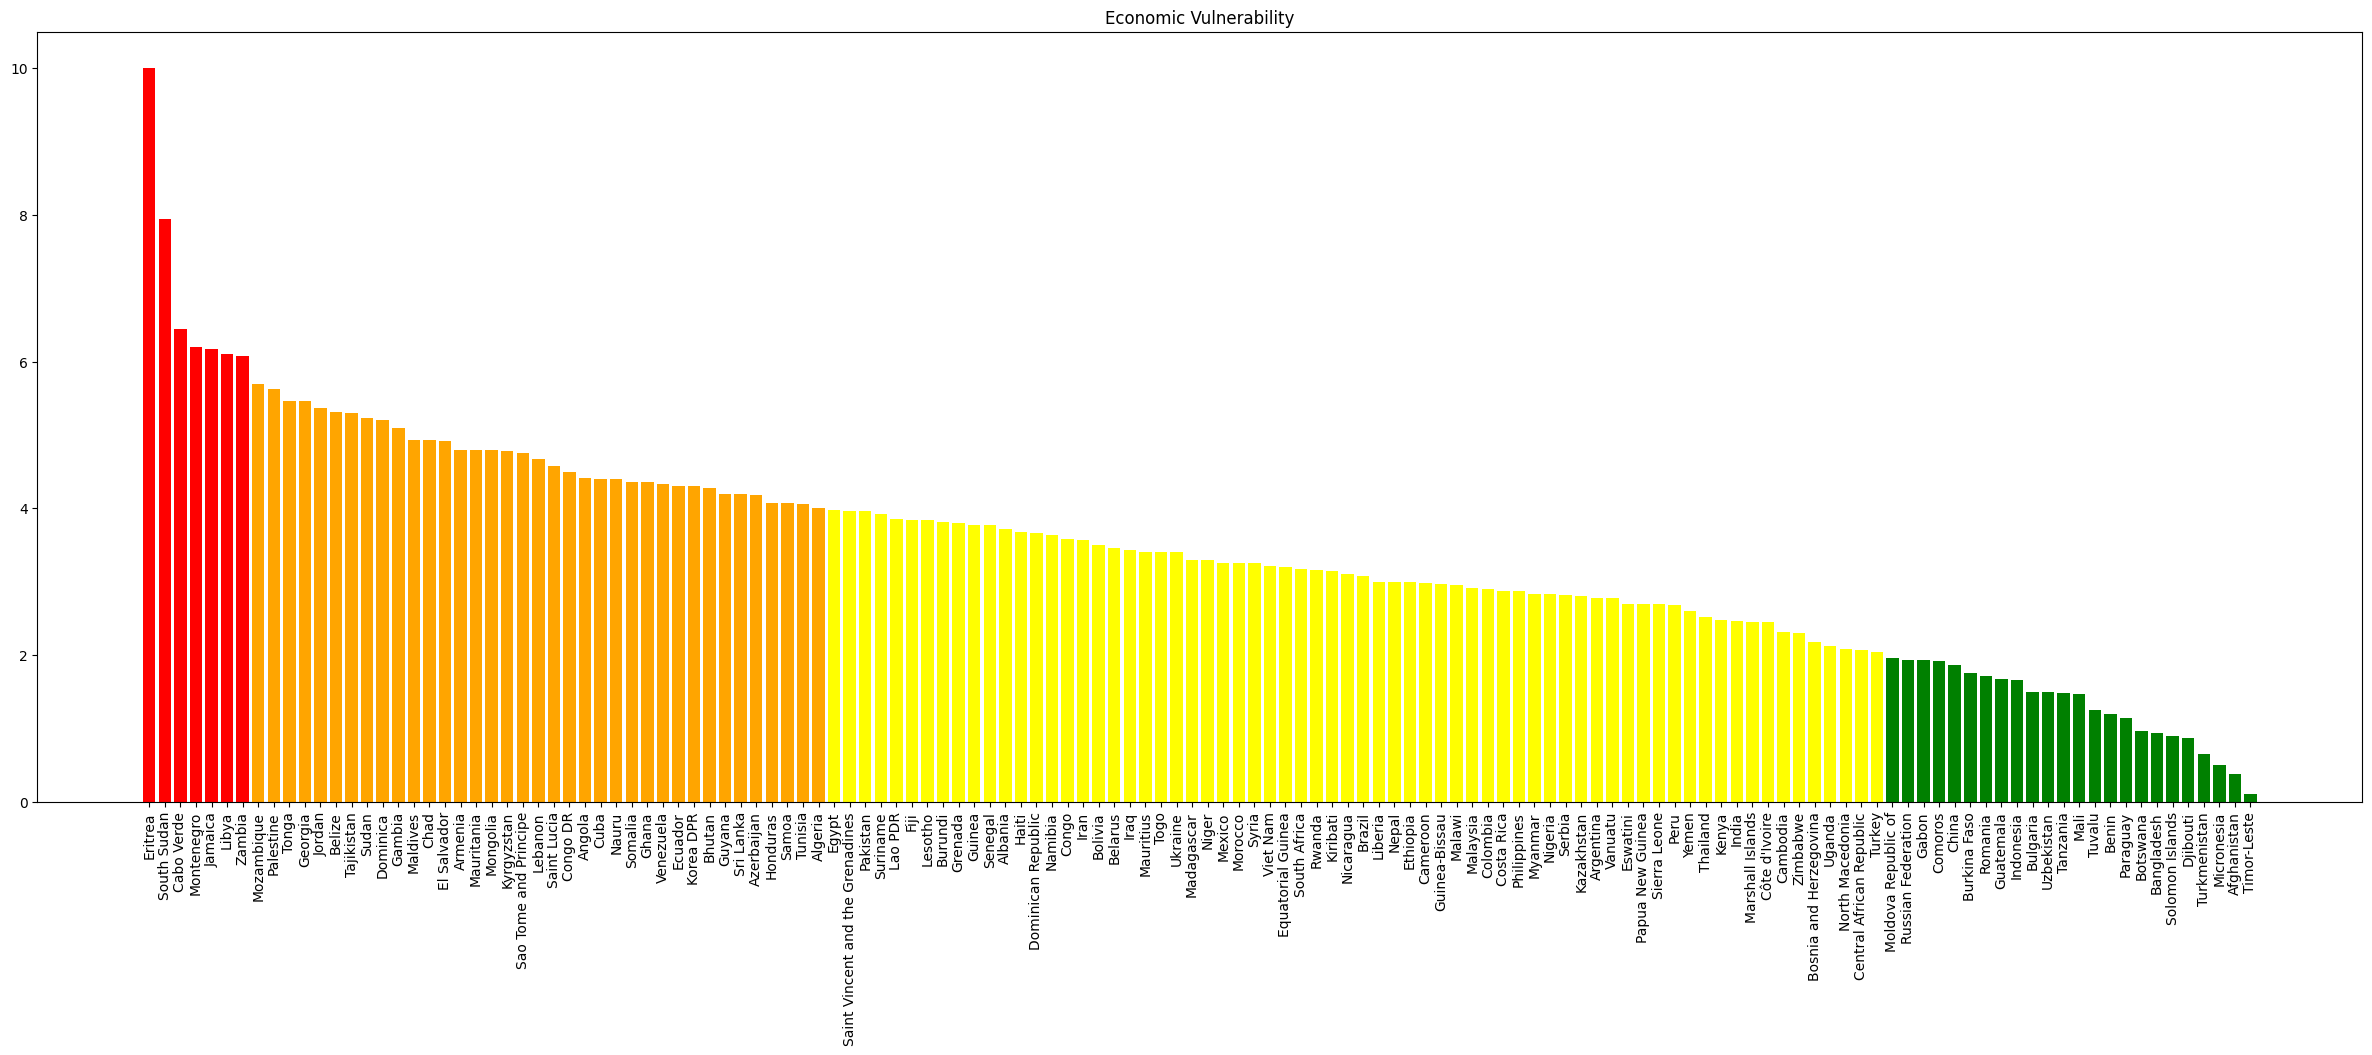 Economic Vulnerability
10
8
6
4
2
0
Eritrea
South Sudan
Cabo Verde
Montenegro
Jamaica
Libya
Zambia
Mozambique
Palestine
Tonga
Georgia
Jordan
Belize
Tajikistan
Sudan
Dominica
Gambia
Maldives
Chad
El Salvador
Armenia
Mauritania
Mongolia
Kyrgyzstan
Sao Tome and Principe
Lebanon
Saint Lucia
Congo DR
Angola
Cuba
Nauru
Somalia
Ghana
Venezuela
Ecuador
Korea DPR
Bhutan
Guyana
Sri Lanka
Azerbaijan
Honduras
Samoa
Tunisia
Algeria
Egypt
Saint Vincent and the Grenadines
Pakistan
Suriname
Lao PDR
Fiji
Lesotho
Burundi
Grenada
Guinea
Senegal
Albania
Haiti
Dominican Republic
Namibia
Congo
Iran
Bolivia
Belarus
Iraq
Mauritius
Togo
Ukraine
Madagascar
Niger
Mexico
Morocco
Syria
Viet Nam
Equatorial Guinea
South Africa
Rwanda
Kiribati
Nicaragua
Brazil
Liberia
Nepal
Ethiopia
Cameroon
Guinea-Bissau
Malawi
Malaysia
Colombia
Costa Rica
Philippines
Myanmar
Nigeria
Serbia
Kazakhstan
Argentina
Vanuatu
Eswatini
Papua New Guinea
Sierra Leone
Peru
Yemen
Thailand
Kenya
India
Marshall Islands
Côte d'Ivoire
Cambodia
Zimbabwe
Bosnia and Herzegovina
Uganda
North Macedonia
Central African Republic
Turkey
Moldova Republic of
Russian Federation
Gabon
Comoros
China
Burkina Faso
Romania
Guatemala
Indonesia
Bulgaria
Uzbekistan
Tanzania
Mali
Tuvalu
Benin
Paraguay
Botswana
Bangladesh
Solomon Islands
Djibouti
Turkmenistan
Micronesia
Afghanistan
Timor-Leste